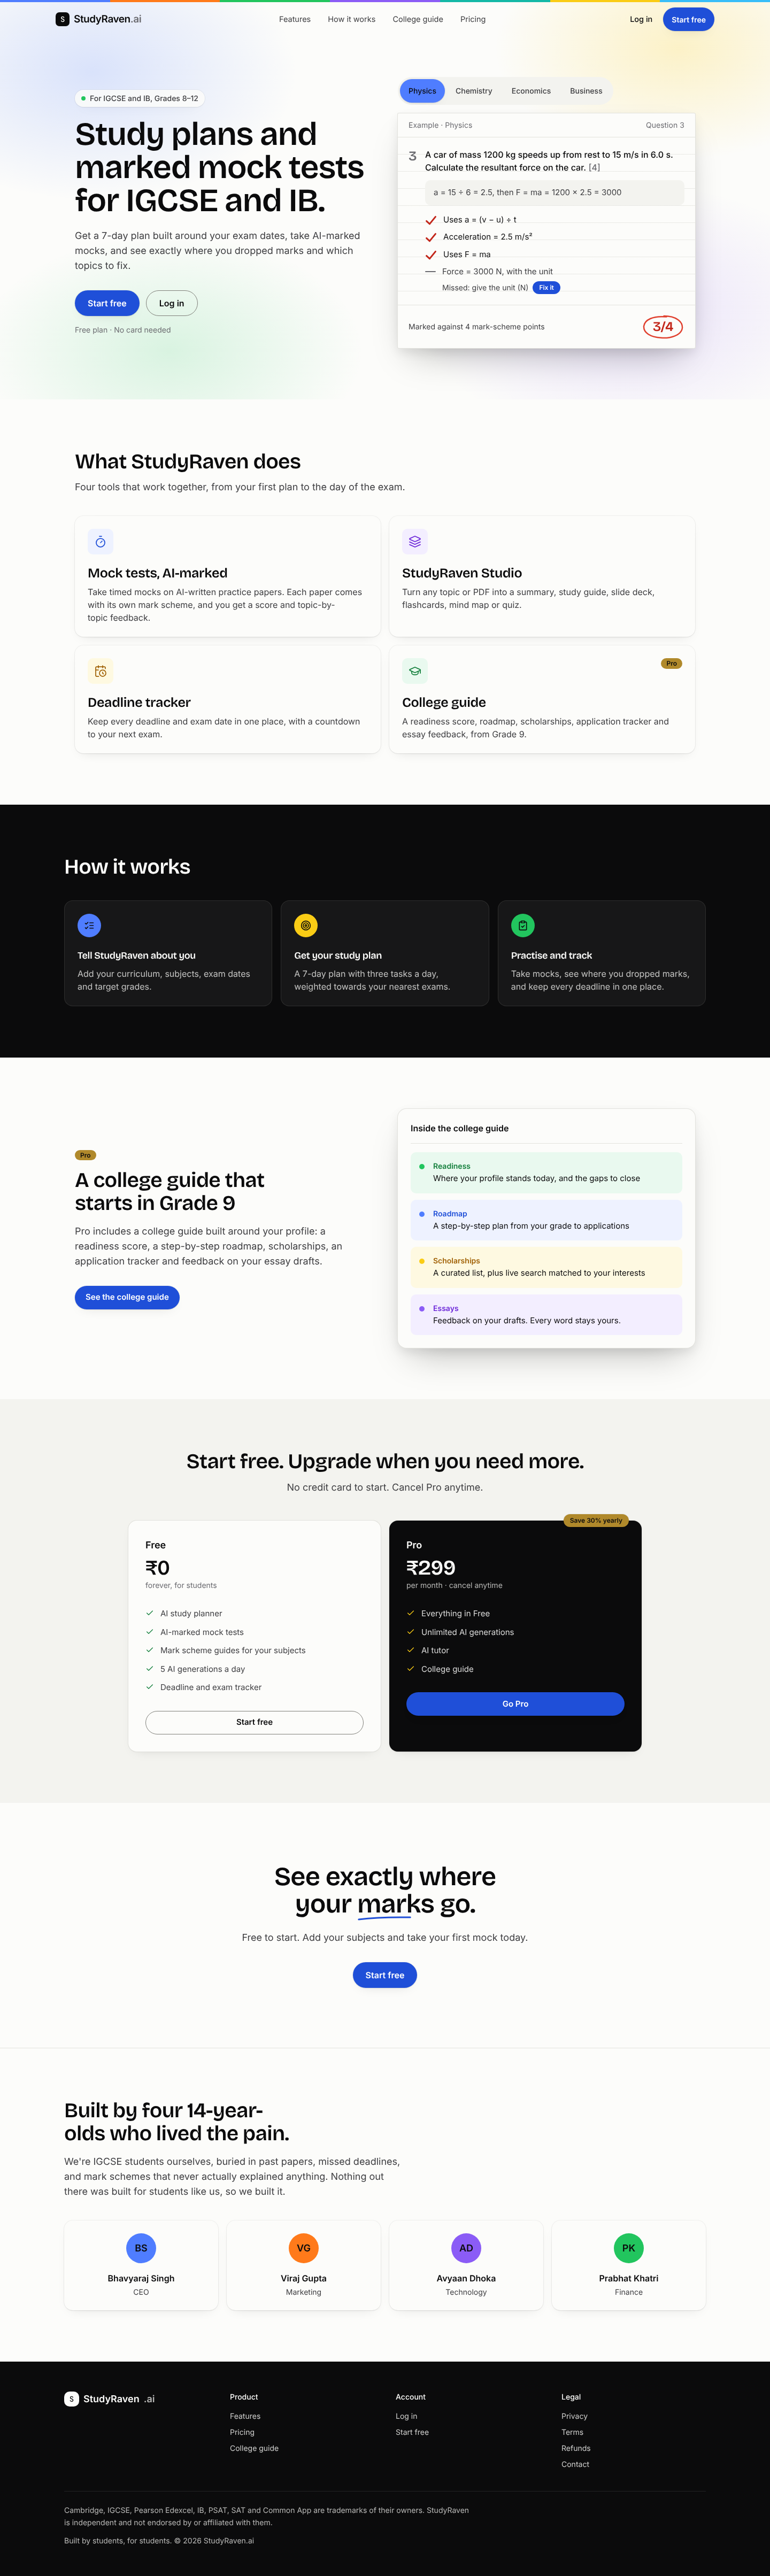 S StudyRaven.ai
Features
How it works
College guide
Pricing
Log in
Start free
For IGCSE and IB, Grades 8–12
Study plans and
marked mock tests
for IGCSE and IB.
Get a 7-day plan built around your exam dates, take AI-marked
mocks, and see exactly where you dropped marks and which
topics to fix.
Start free
Log in
Free plan · No card needed
Physics
Chemistry
Economics
Business
Example · Physics
Question 3
3
A car of mass 1200 kg speeds up from rest to 15 m/s in 6.0 s.
Calculate the resultant force on the car. [4]
a = 15 ÷ 6 = 2.5, then F = ma = 1200 × 2.5 = 3000
Uses a = (v − u) ÷ t
Acceleration = 2.5 m/s²
Uses F = ma
Force = 3000 N, with the unit
Missed: give the unit (N)
Fix it
Marked against 4 mark-scheme points
3/4
What StudyRaven does
Four tools that work together, from your first plan to the day of the exam.
Mock tests, AI-marked
Take timed mocks on AI-written practice papers. Each paper comes
with its own mark scheme, and you get a score and topic-by-
topic feedback.
StudyRaven Studio
Turn any topic or PDF into a summary, study guide, slide deck,
flashcards, mind map or quiz.
Deadline tracker
Keep every deadline and exam date in one place, with a countdown
to your next exam.
Pro
College guide
A readiness score, roadmap, scholarships, application tracker and
essay feedback, from Grade 9.
How it works
Tell StudyRaven about you
Add your curriculum, subjects, exam dates
and target grades.
Get your study plan
A 7-day plan with three tasks a day,
weighted towards your nearest exams.
Practise and track
Take mocks, see where you dropped marks,
and keep every deadline in one place.
Pro
A college guide that
starts in Grade 9
Pro includes a college guide built around your profile: a
readiness score, a step-by-step roadmap, scholarships, an
application tracker and feedback on your essay drafts.
See the college guide
Inside the college guide
Readiness
Where your profile stands today, and the gaps to close
Roadmap
A step-by-step plan from your grade to applications
Scholarships
A curated list, plus live search matched to your interests
Essays
Feedback on your drafts. Every word stays yours.
Start free. Upgrade when you need more.
No credit card to start. Cancel Pro anytime.
Free
₹0
forever, for students
AI study planner
AI-marked mock tests
Mark scheme guides for your subjects
5 AI generations a day
Deadline and exam tracker
Start free
Save 30% yearly
Pro
₹299
per month · cancel anytime
Everything in Free
Unlimited AI generations
AI tutor
College guide
Go Pro
See exactly where
your marks go.
Free to start. Add your subjects and take your first mock today.
Start free
Built by four 14-year-
olds who lived the pain.
We're IGCSE students ourselves, buried in past papers, missed deadlines,
and mark schemes that never actually explained anything. Nothing out
there was built for students like us, so we built it.
BS
Bhavyaraj Singh
CEO
VG
Viraj Gupta
Marketing
AD
Avyaan Dhoka
Technology
PK
Prabhat Khatri
Finance
S StudyRaven .ai
Product
Features
Pricing
College guide
Account
Log in
Start free
Legal
Privacy
Terms
Refunds
Contact
Cambridge, IGCSE, Pearson Edexcel, IB, PSAT, SAT and Common App are trademarks of their owners. StudyRaven
is independent and not endorsed by or affiliated with them.
Built by students, for students. © 2026 StudyRaven.ai